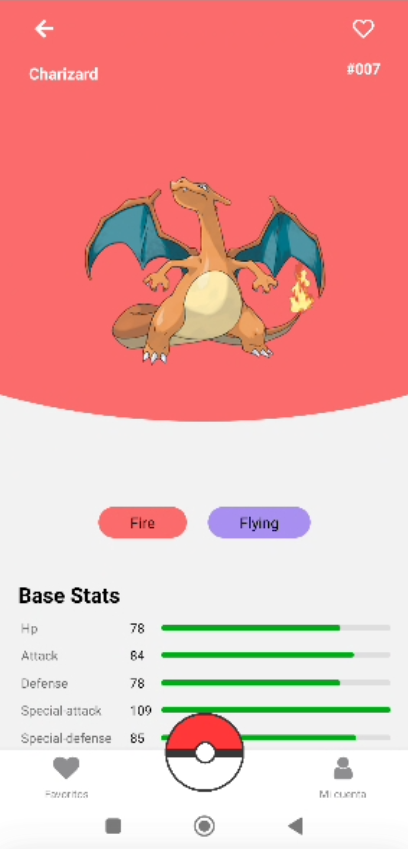 Charizard
#007
Fire
Flying
Base Stats
Hp 78
Attack 84
Defense 78
Special-attack 109
Special-defense 85
Favoritos
Mi cuenta